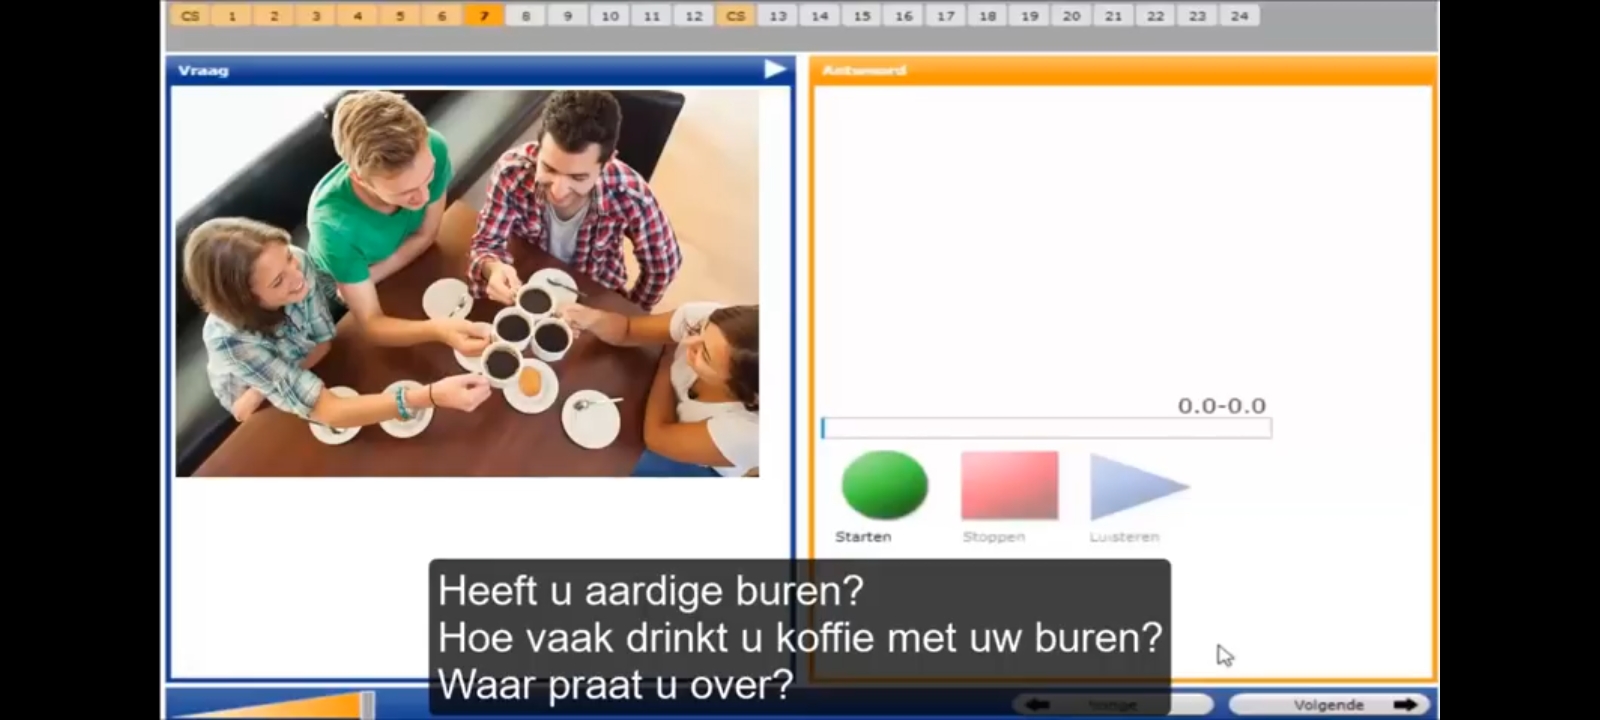 CS 1 2 3 4 5 6 7 8 9 10 11 12 CS 13 14 15 16 17 18 19 20 21 22 23 24
Vraag
Antwoord
0.0-0.0
Starten Stoppen Luisteren
Heeft u aardige buren?
Hoe vaak drinkt u koffie met uw buren?
Waar praat u over?
Volgende